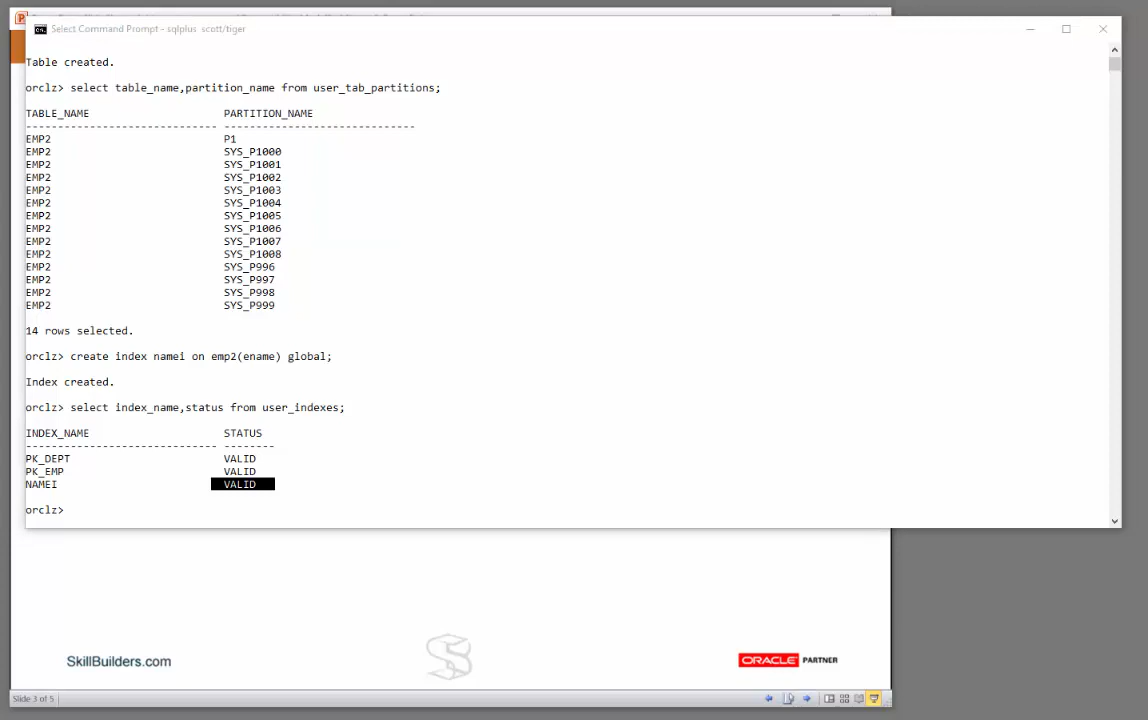 Select Command Prompt - sqlplus scott/tiger
Table created.
orclz> select table_name,partition_name from user_tab_partitions;
TABLE_NAME PARTITION_NAME
------------------------------ ------------------------------
EMP2 P1
EMP2 SYS_P1000
EMP2 SYS_P1001
EMP2 SYS_P1002
EMP2 SYS_P1003
EMP2 SYS_P1004
EMP2 SYS_P1005
EMP2 SYS_P1006
EMP2 SYS_P1007
EMP2 SYS_P1008
EMP2 SYS_P996
EMP2 SYS_P997
EMP2 SYS_P998
EMP2 SYS_P999
14 rows selected.
orclz> create index namei on emp2(ename) global;
Index created.
orclz> select index_name,status from user_indexes;
INDEX_NAME STATUS
------------------------------ --------
PK_DEPT VALID
PK_EMP VALID
NAMEI VALID
orclz>
SkillBuilders.com
ORACLE PARTNER
Slide 3 of 5